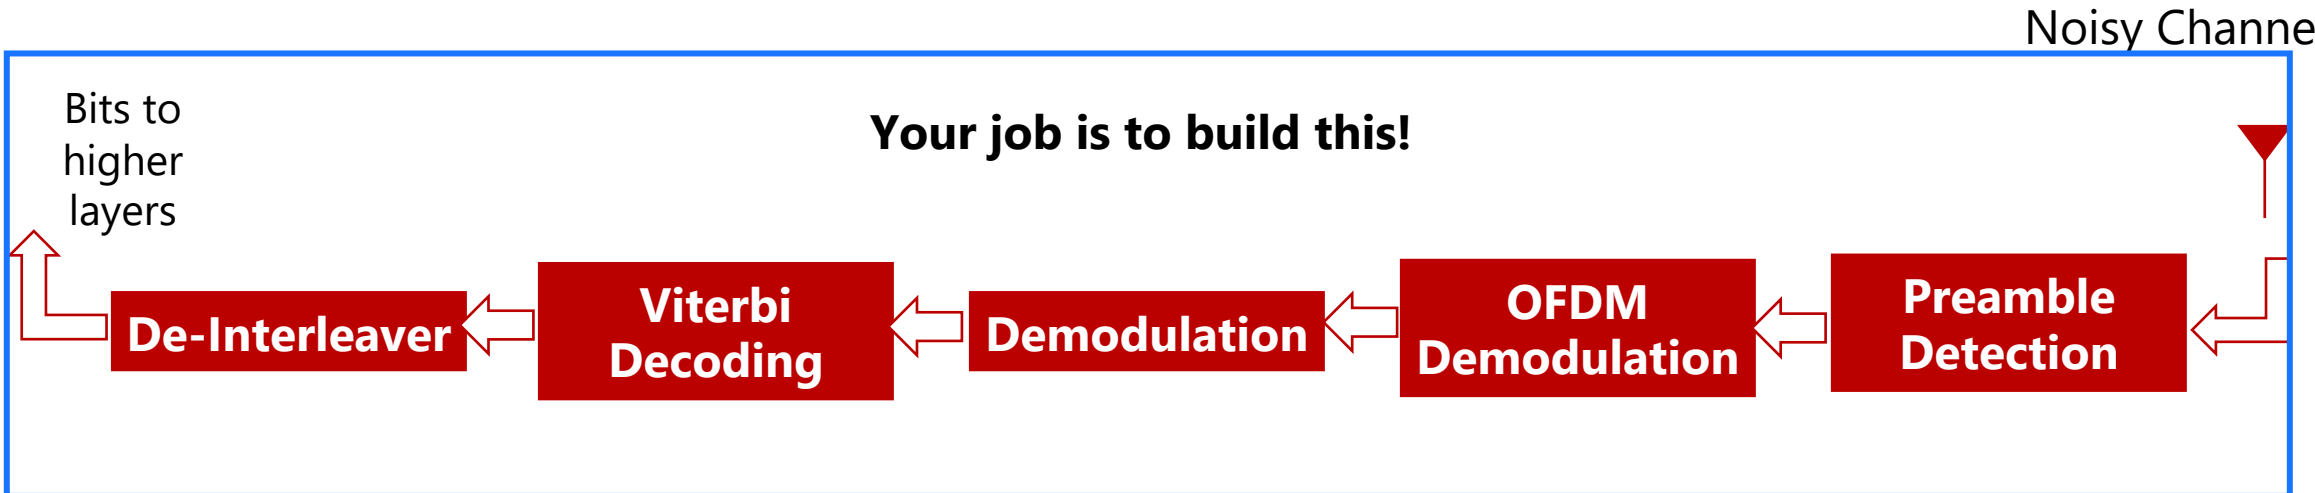 Noisy Channe
Bits to
higher
layers
Your job is to build this!
De-Interleaver
Viterbi
Decoding
Demodulation
OFDM
Demodulation
Preamble
Detection